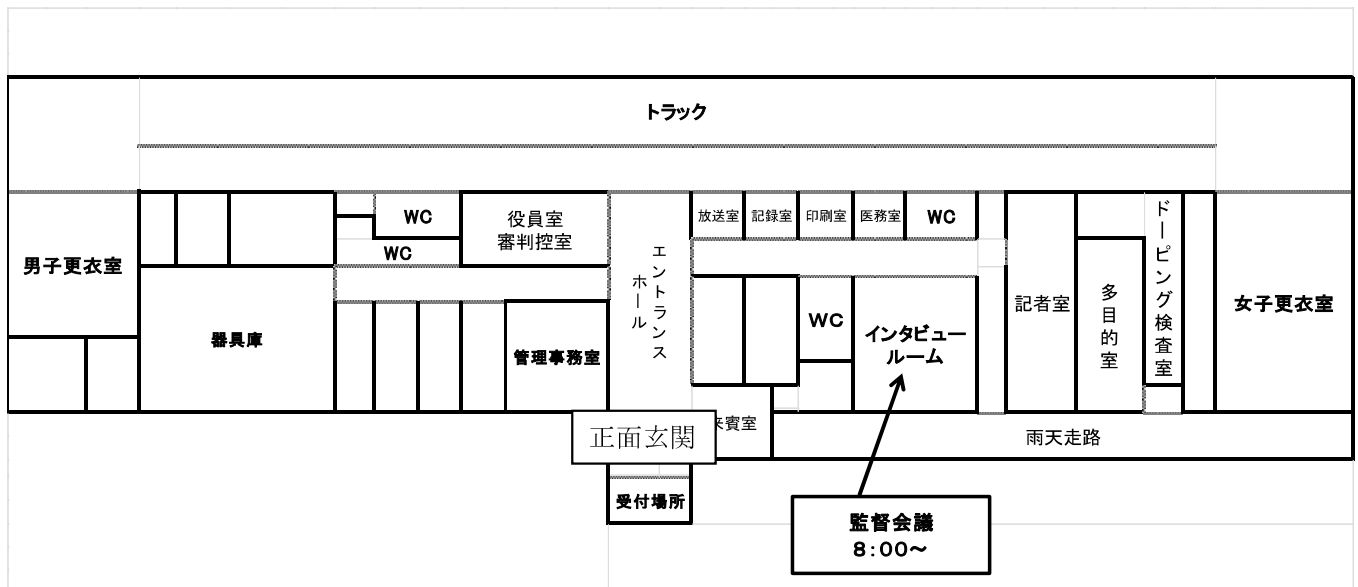 トラック
放送室
記録室
印刷室
医務室
WC
WC
役員室
審判控室
WC
男子更衣室
エントランス
ホール
記者室
多目的室
ドーピング検査室
女子更衣室
器具庫
管理事務室
WC
インタビュー
ルーム
正面玄関
来賓室
雨天走路
受付場所
監督会議
8:00~